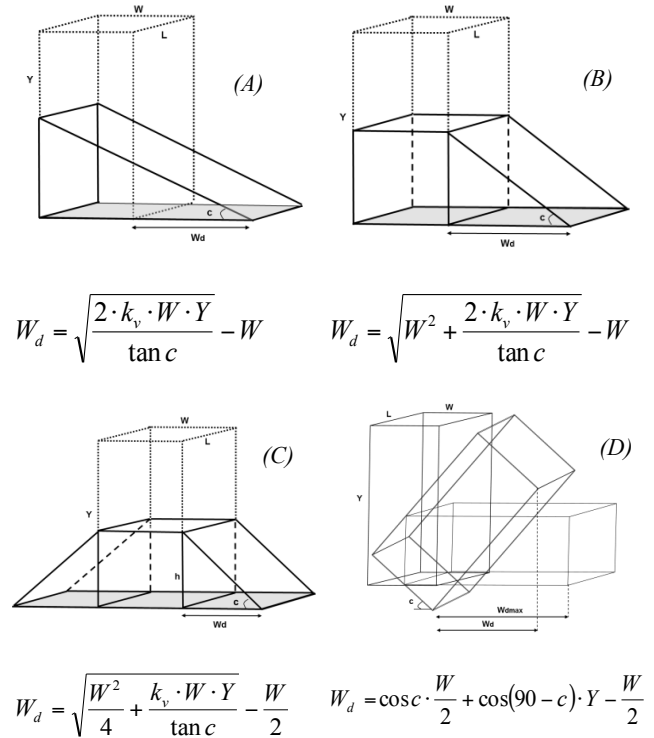 W
L
Y
(A)
c
Wd
W
L
Y
(B)
c
Wd
W_d = √(2·k_v·W·Y / tan c) − W
W_d = √(W² + 2·k_v·W·Y / tan c) − W
W
L
Y
(C)
h
c
Wd
L
W
(D)
Y
Wdmax
c
Wd
W_d = √(W²/4 + k_v·W·Y / tan c) − W/2
W_d = cos c · W/2 + cos(90 − c)·Y − W/2